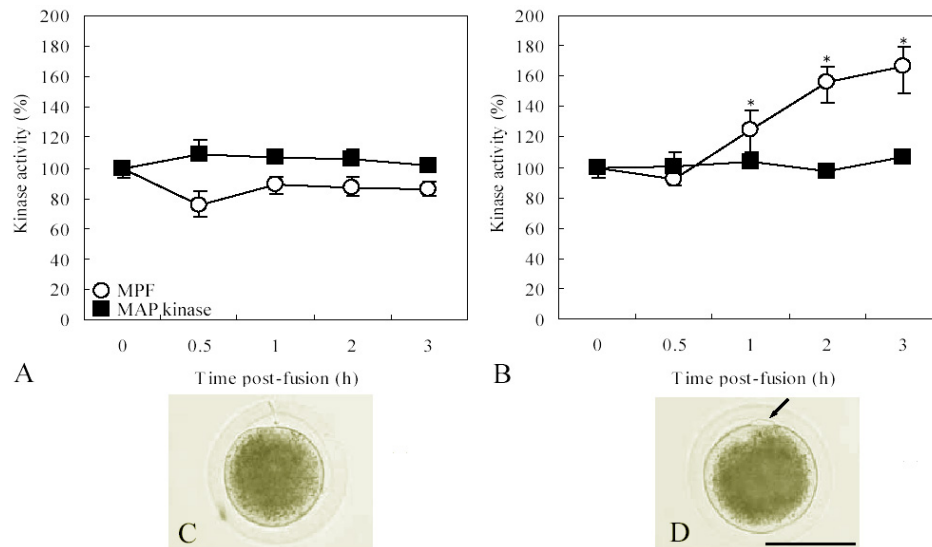 200
180
160
140
120
100
80
60
40
20
0
Kinase activity (%)
MPF
MAP kinase
0 0.5 1 2 3
Time post-fusion (h)
A
200
180
160
140
120
100
80
60
40
20
0
Kinase activity (%)
* * *
0 0.5 1 2 3
Time post-fusion (h)
B
C
D